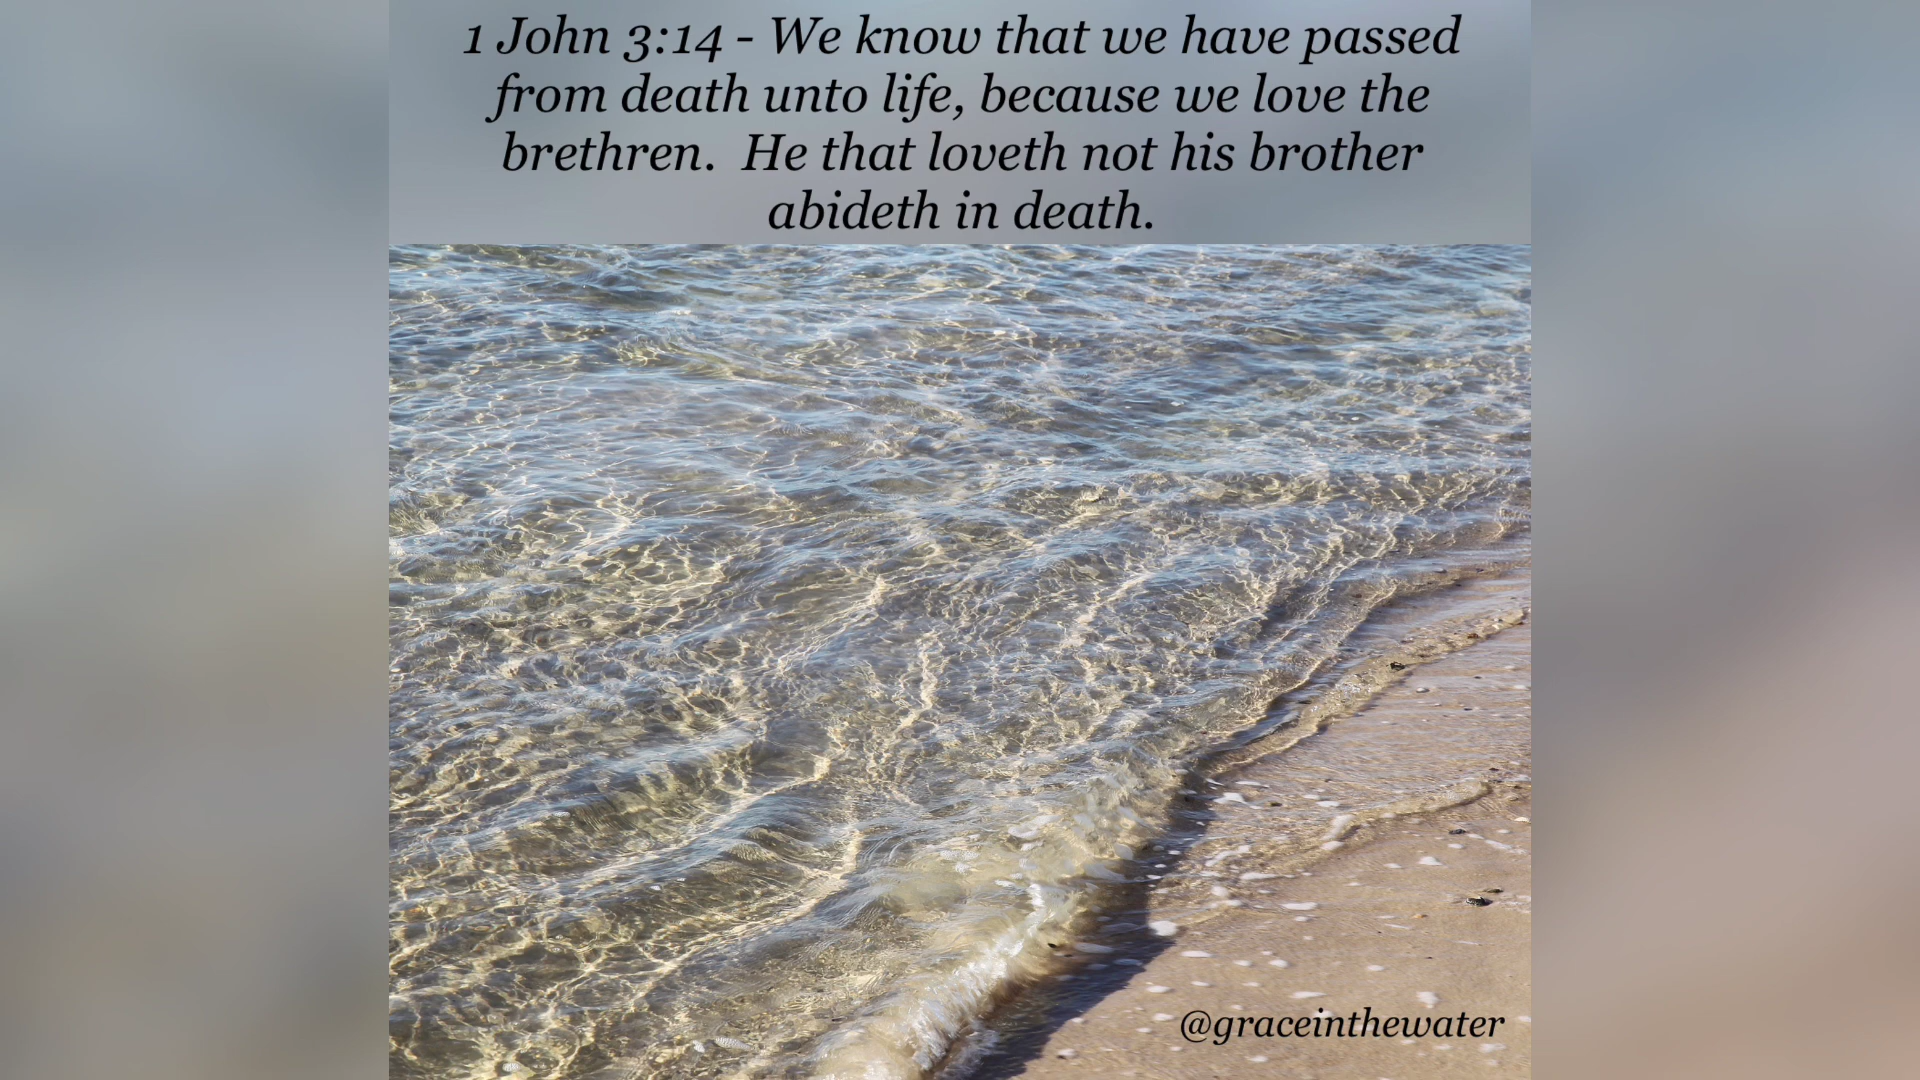 1 John 3:14 - We know that we have passed
from death unto life, because we love the
brethren.  He that loveth not his brother
abideth in death.
@graceinthewater